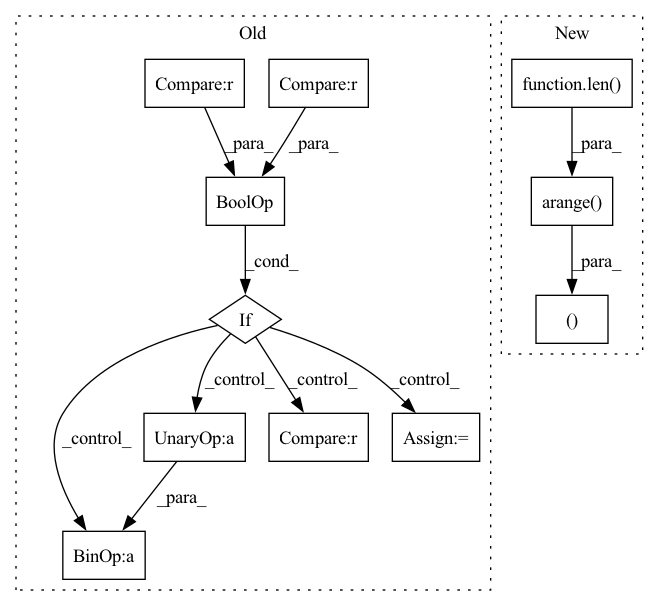 Old
New
Compare:r
Compare:r
function.len()
_para_
_para_
_para_
BoolOp
arange()
_cond_
_para_
If
()
_control_
_control_
_control_
_control_
UnaryOp:a
Compare:r
Assign:=
_para_
BinOp:a